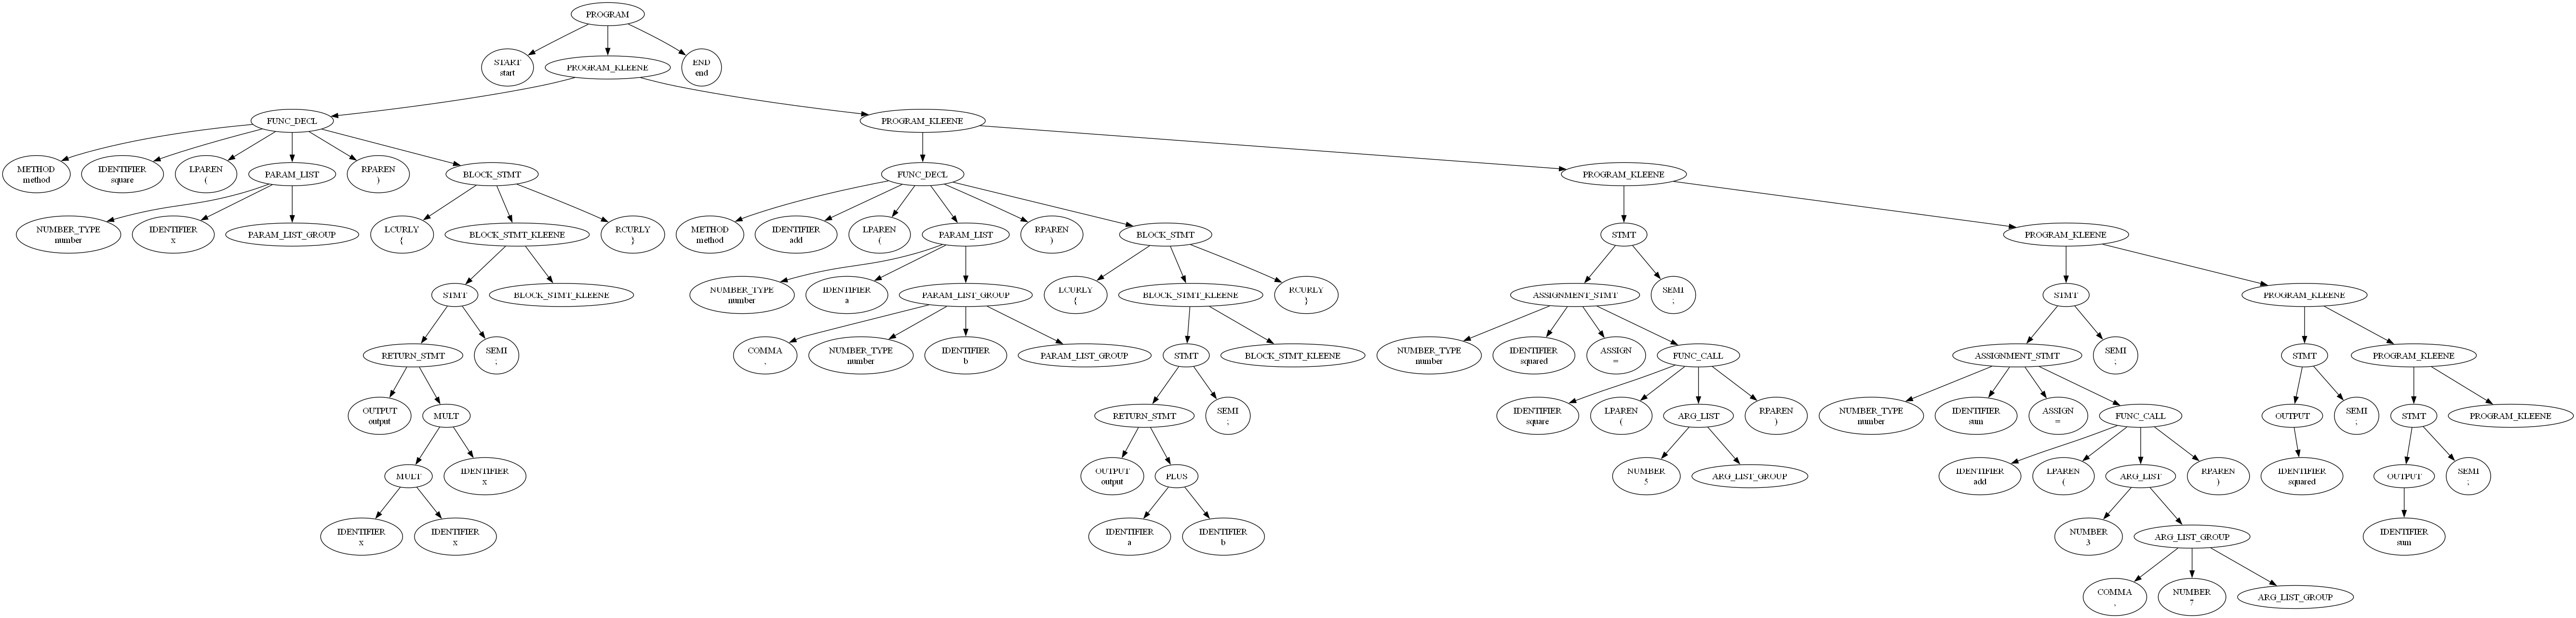 PROGRAM
START
start
PROGRAM_KLEENE
END
end
FUNC_DECL
PROGRAM_KLEENE
METHOD
method
IDENTIFIER
square
LPAREN
(
PARAM_LIST
RPAREN
)
BLOCK_STMT
FUNC_DECL
PROGRAM_KLEENE
NUMBER_TYPE
number
IDENTIFIER
x
PARAM_LIST_GROUP
LCURLY
{
BLOCK_STMT_KLEENE
RCURLY
}
METHOD
method
IDENTIFIER
add
LPAREN
(
PARAM_LIST
RPAREN
)
BLOCK_STMT
STMT
PROGRAM_KLEENE
STMT
BLOCK_STMT_KLEENE
NUMBER_TYPE
number
IDENTIFIER
a
PARAM_LIST_GROUP
LCURLY
{
BLOCK_STMT_KLEENE
RCURLY
}
ASSIGNMENT_STMT
SEMI
;
STMT
PROGRAM_KLEENE
RETURN_STMT
SEMI
;
COMMA
,
NUMBER_TYPE
number
IDENTIFIER
b
PARAM_LIST_GROUP
STMT
BLOCK_STMT_KLEENE
NUMBER_TYPE
number
IDENTIFIER
squared
ASSIGN
=
FUNC_CALL
ASSIGNMENT_STMT
SEMI
;
STMT
PROGRAM_KLEENE
OUTPUT
output
MULT
RETURN_STMT
SEMI
;
IDENTIFIER
square
LPAREN
(
ARG_LIST
RPAREN
)
NUMBER_TYPE
number
IDENTIFIER
sum
ASSIGN
=
FUNC_CALL
OUTPUT
SEMI
;
STMT
PROGRAM_KLEENE
MULT
IDENTIFIER
x
OUTPUT
output
PLUS
NUMBER
5
ARG_LIST_GROUP
IDENTIFIER
add
LPAREN
(
ARG_LIST
RPAREN
)
IDENTIFIER
squared
OUTPUT
SEMI
;
IDENTIFIER
x
IDENTIFIER
x
IDENTIFIER
a
IDENTIFIER
b
NUMBER
3
ARG_LIST_GROUP
IDENTIFIER
sum
COMMA
,
NUMBER
7
ARG_LIST_GROUP